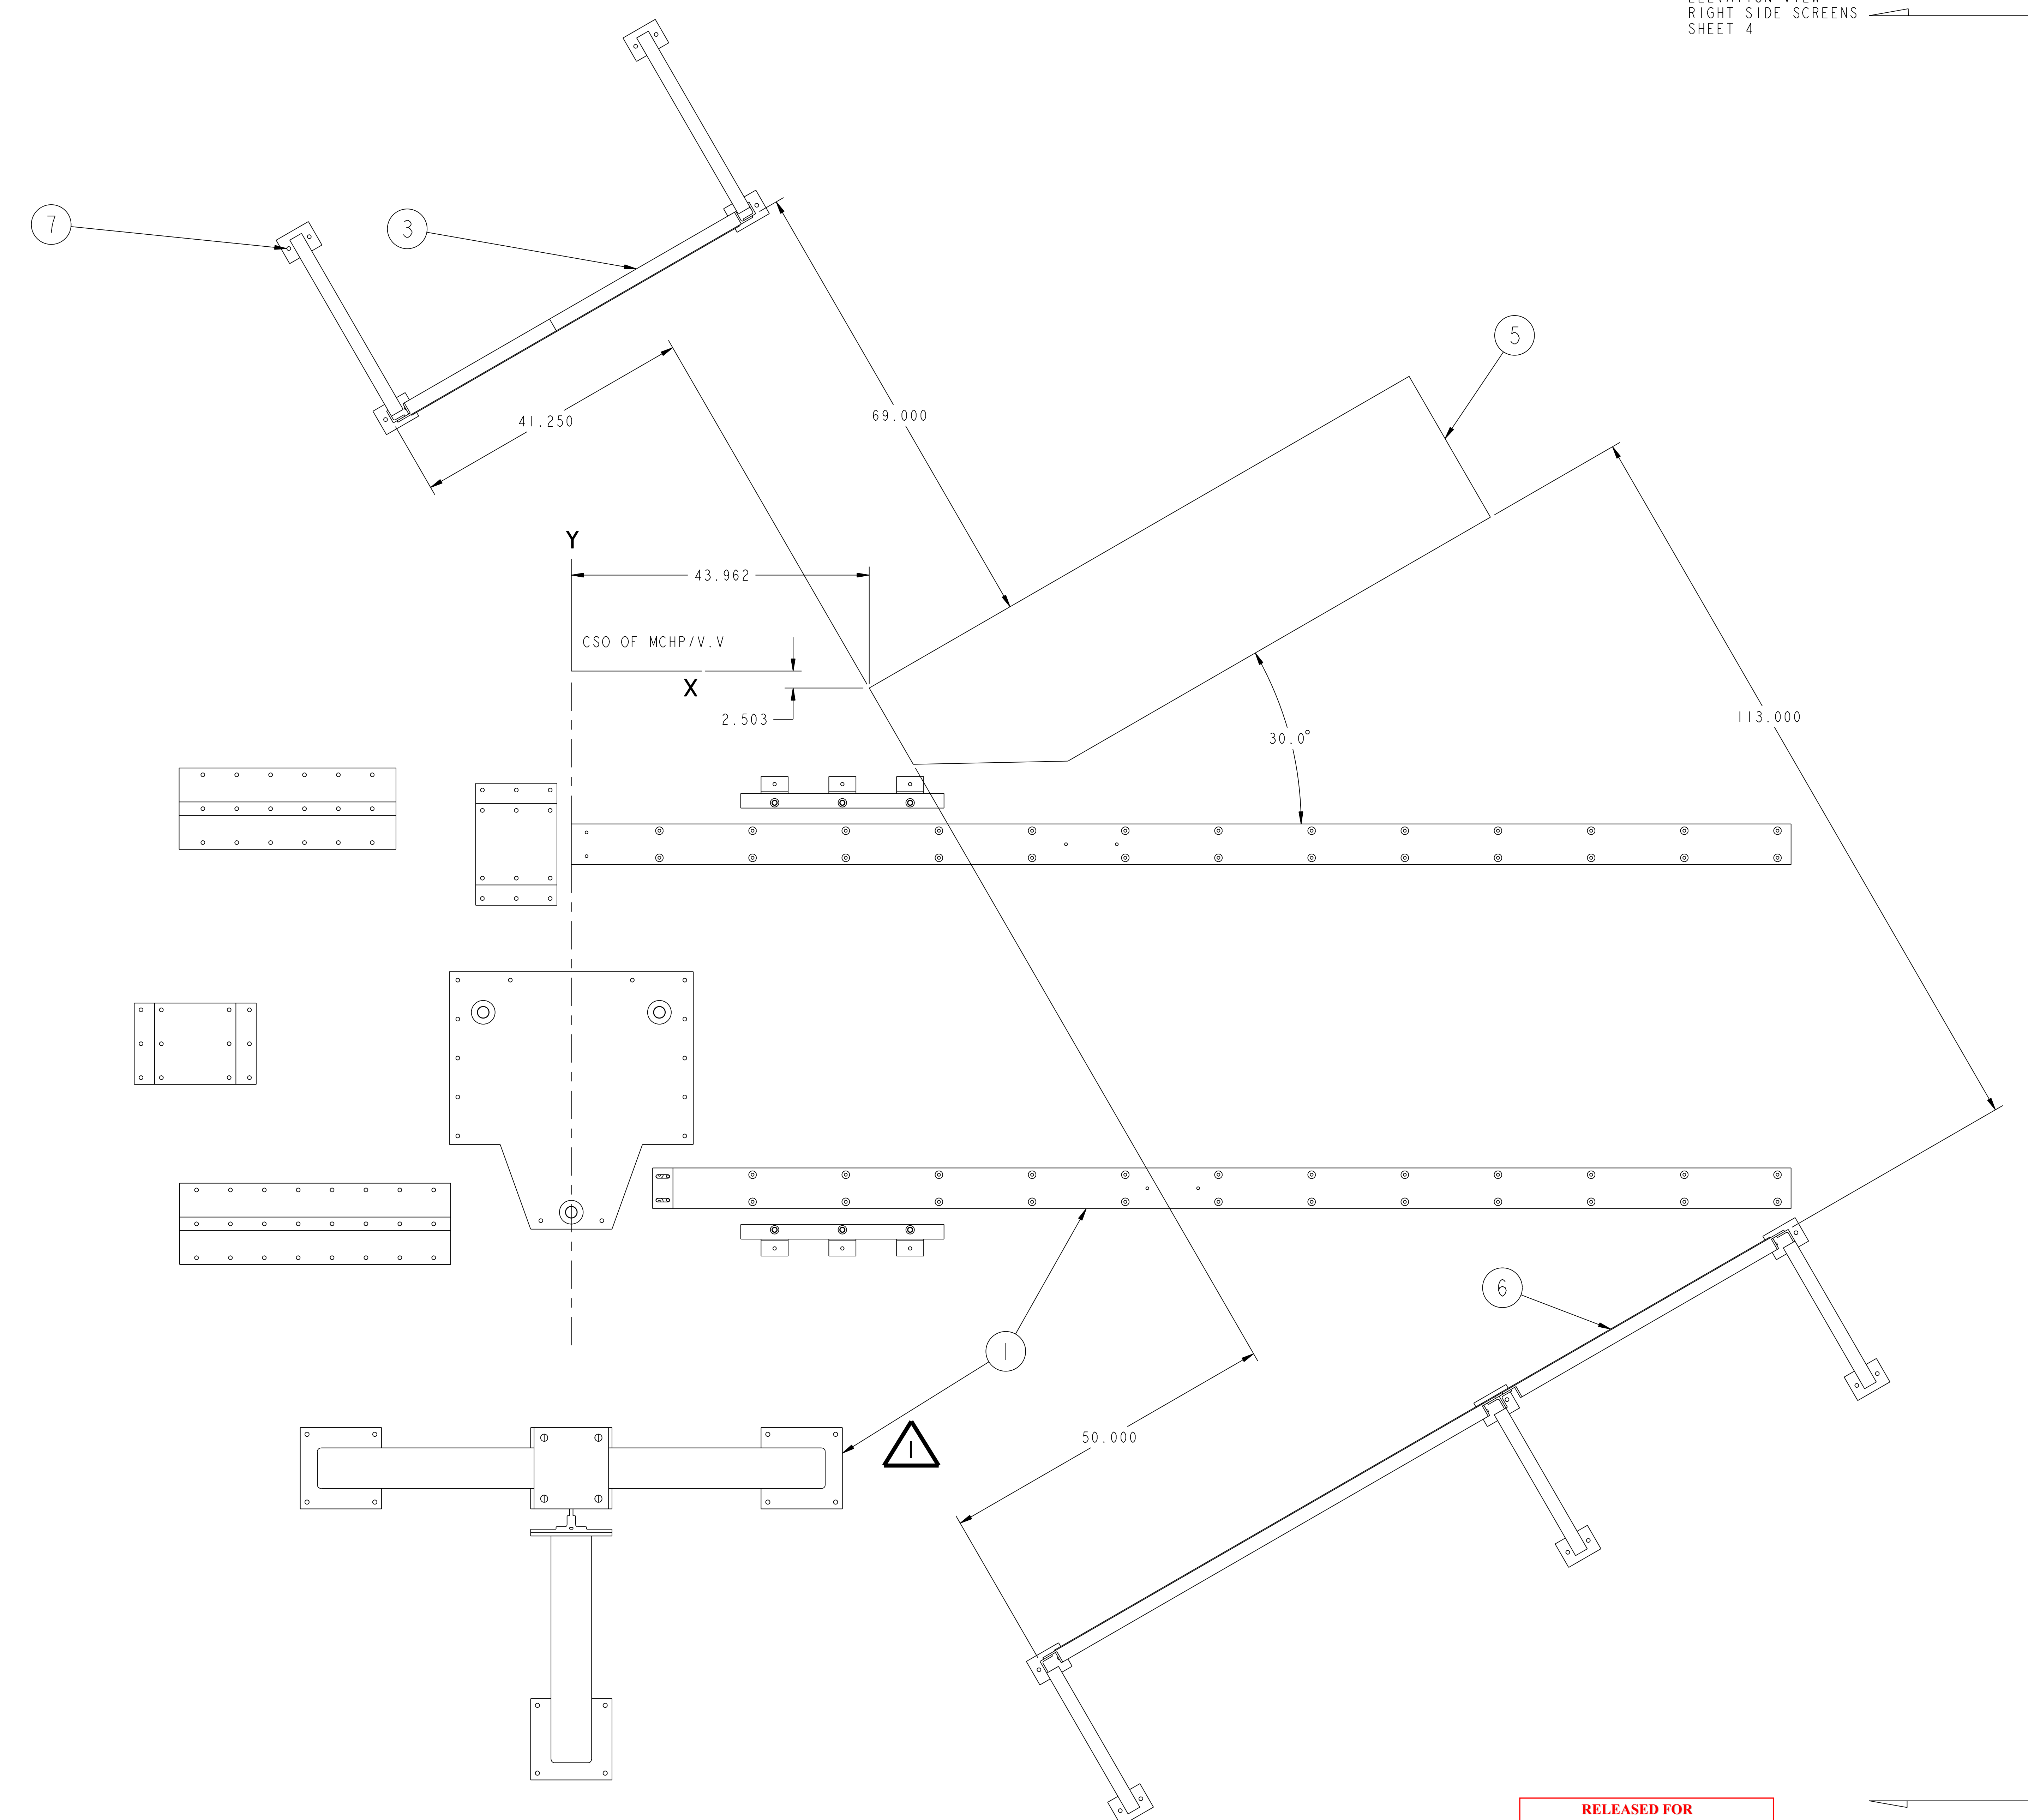 RIGHT SIDE SCREENS
SHEET 4
7
3
5
41.250
69.000
Y
43.962
CSO OF MCHP/V.V
X
2.503
30.0°
113.000
6
1
1
50.000
RELEASED FOR